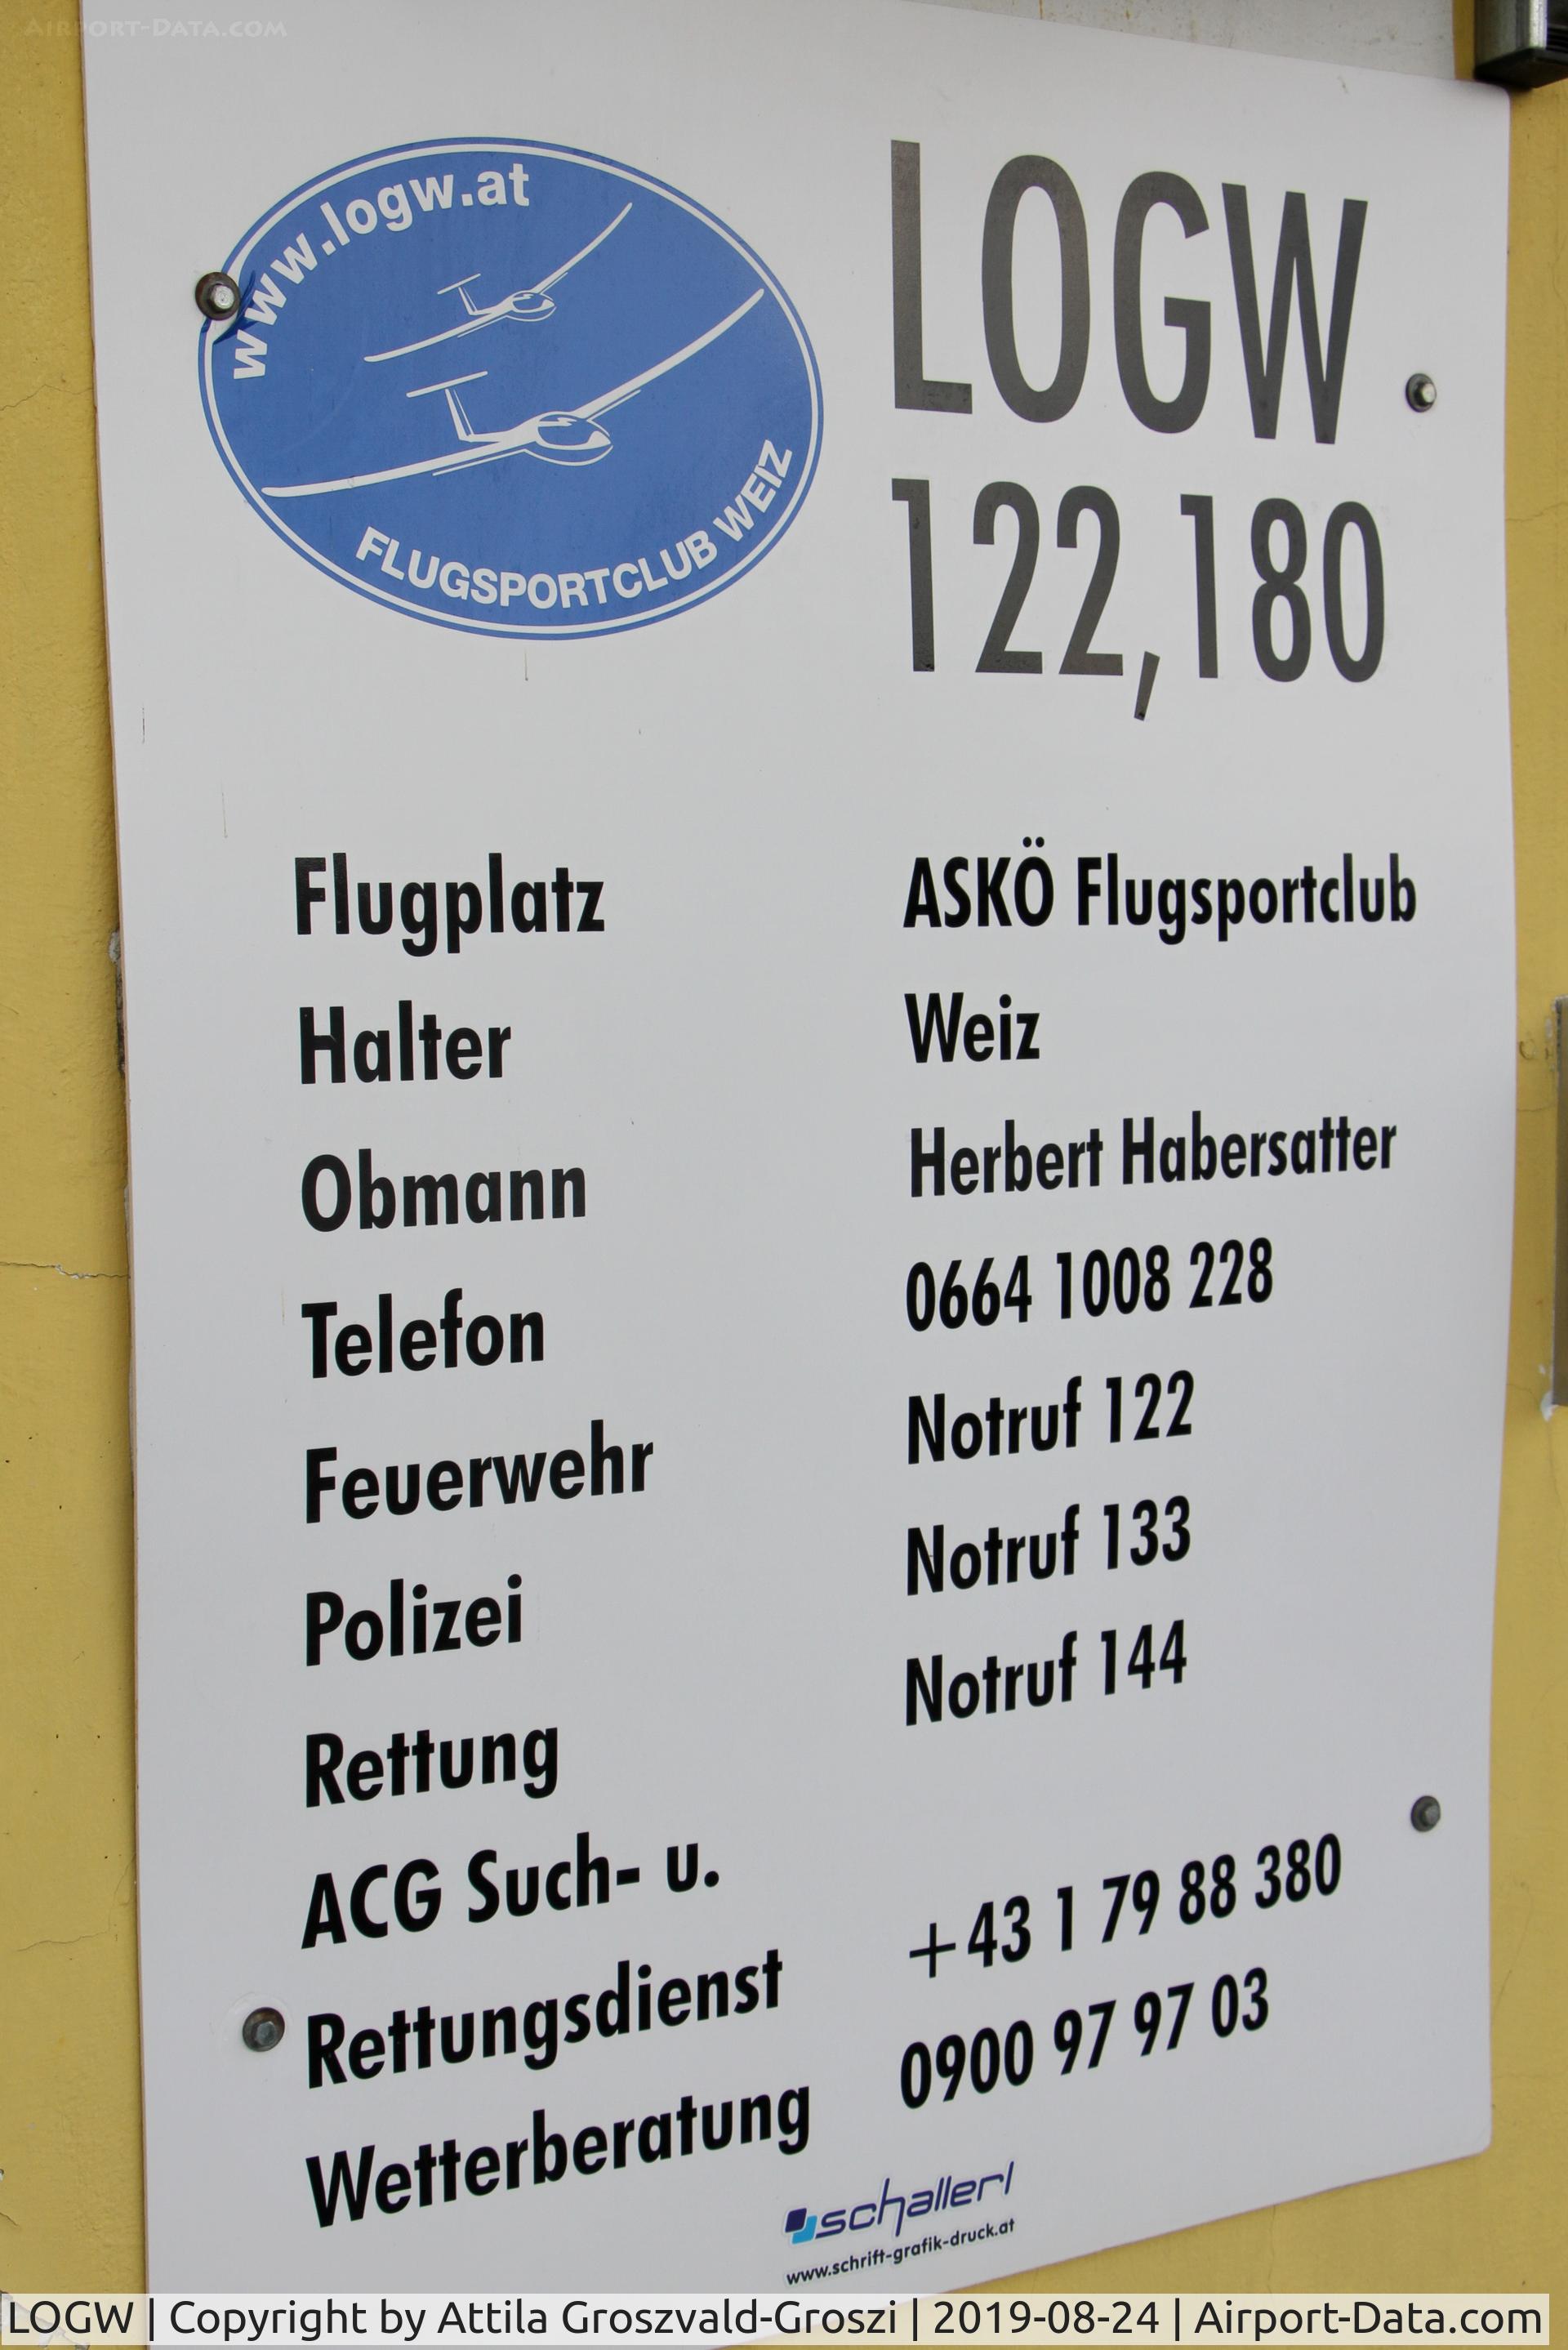 AIRPORT-DATA.COM
www.logw.at
FLUGSPORTCLUB WEIZ
LOGW
122,180
Flugplatz
Halter
Obmann
Telefon
Feuerwehr
Polizei
Rettung
ACG Such- u.
Rettungsdienst
Wetterberatung
ASKÖ Flugsportclub
Weiz
Herbert Habersatter
0664 1008 228
Notruf 122
Notruf 133
Notruf 144
+43 1 79 88 380
0900 97 97 03
schallerl
www.schrift-grafik-druck.at
LOGW | Copyright by Attila Groszvald-Groszi | 2019-08-24 | Airport-Data.com